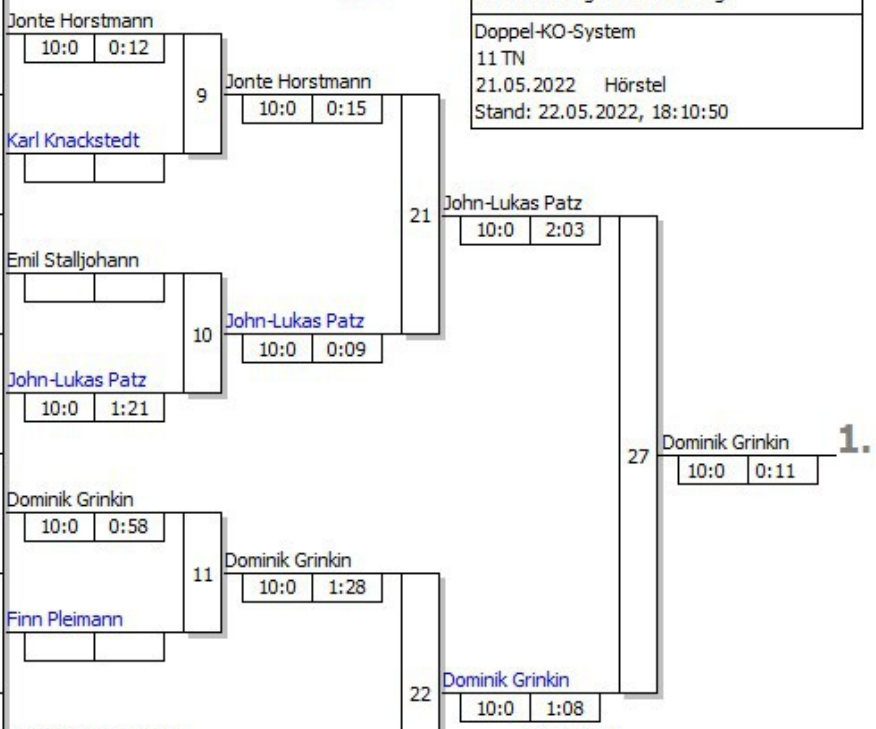 Jonte Horstmann
10:0 0:12
9
Karl Knackstedt
Jonte Horstmann
10:0 0:15
Emil Stalljohann
10
John-Lukas Patz
10:0 1:21
John-Lukas Patz
10:0 0:09
21
John-Lukas Patz
10:0 2:03
Doppel-KO-System
11 TN
21.05.2022 Hörstel
Stand: 22.05.2022, 18:10:50
Dominik Grinkin
10:0 0:58
11
Finn Pleimann
Dominik Grinkin
10:0 1:28
22
Dominik Grinkin
10:0 1:08
27
Dominik Grinkin
10:0 0:11
1.